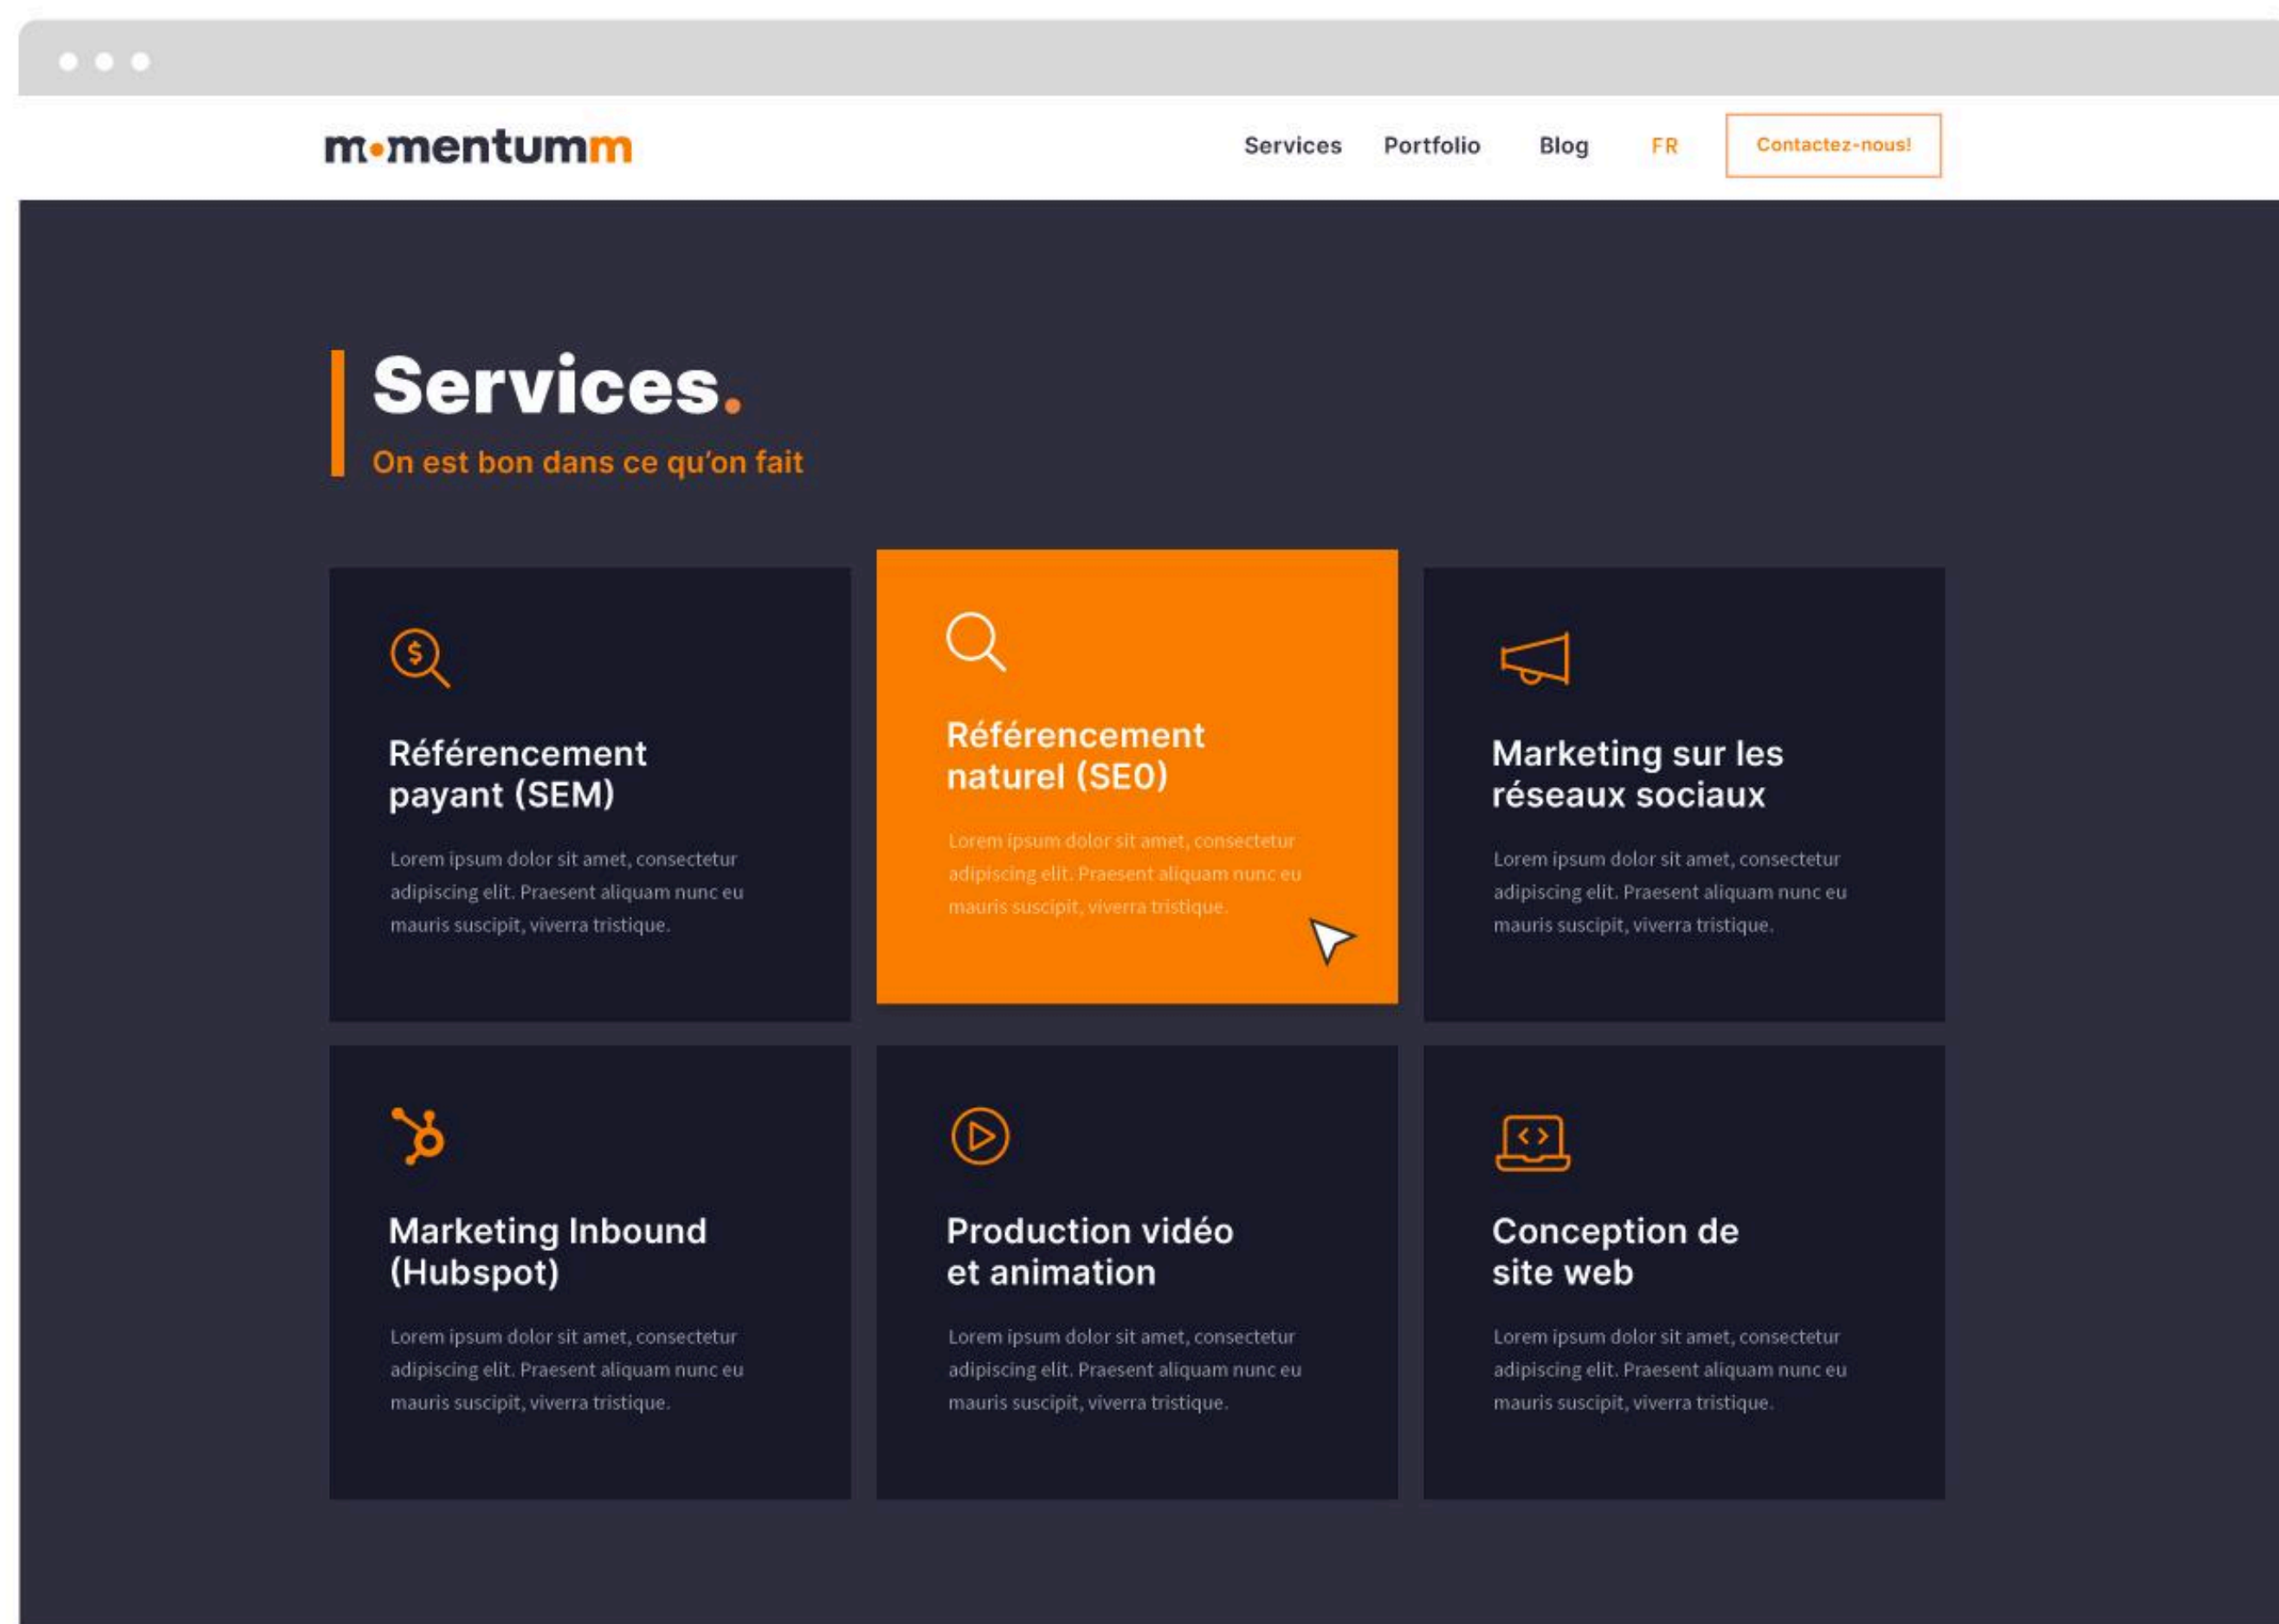 m•mentumm
Services Portfolio Blog FR Contactez-nous!
Services.
On est bon dans ce qu’on fait
Référencement
payant (SEM)
Lorem ipsum dolor sit amet, consectetur
adipiscing elit. Praesent aliquam nunc eu
mauris suscipit, viverra tristique.
Référencement
naturel (SE0)
Lorem ipsum dolor sit amet, consectetur
adipiscing elit. Praesent aliquam nunc eu
mauris suscipit, viverra tristique.
Marketing sur les
réseaux sociaux
Lorem ipsum dolor sit amet, consectetur
adipiscing elit. Praesent aliquam nunc eu
mauris suscipit, viverra tristique.
Marketing Inbound
(Hubspot)
Lorem ipsum dolor sit amet, consectetur
adipiscing elit. Praesent aliquam nunc eu
mauris suscipit, viverra tristique.
Production vidéo
et animation
Lorem ipsum dolor sit amet, consectetur
adipiscing elit. Praesent aliquam nunc eu
mauris suscipit, viverra tristique.
Conception de
site web
Lorem ipsum dolor sit amet, consectetur
adipiscing elit. Praesent aliquam nunc eu
mauris suscipit, viverra tristique.